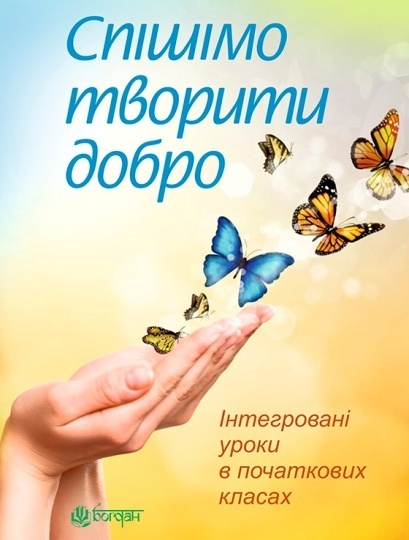 Спішімо
творити
добро
Інтегровані
уроки
в початкових
класах
богдан